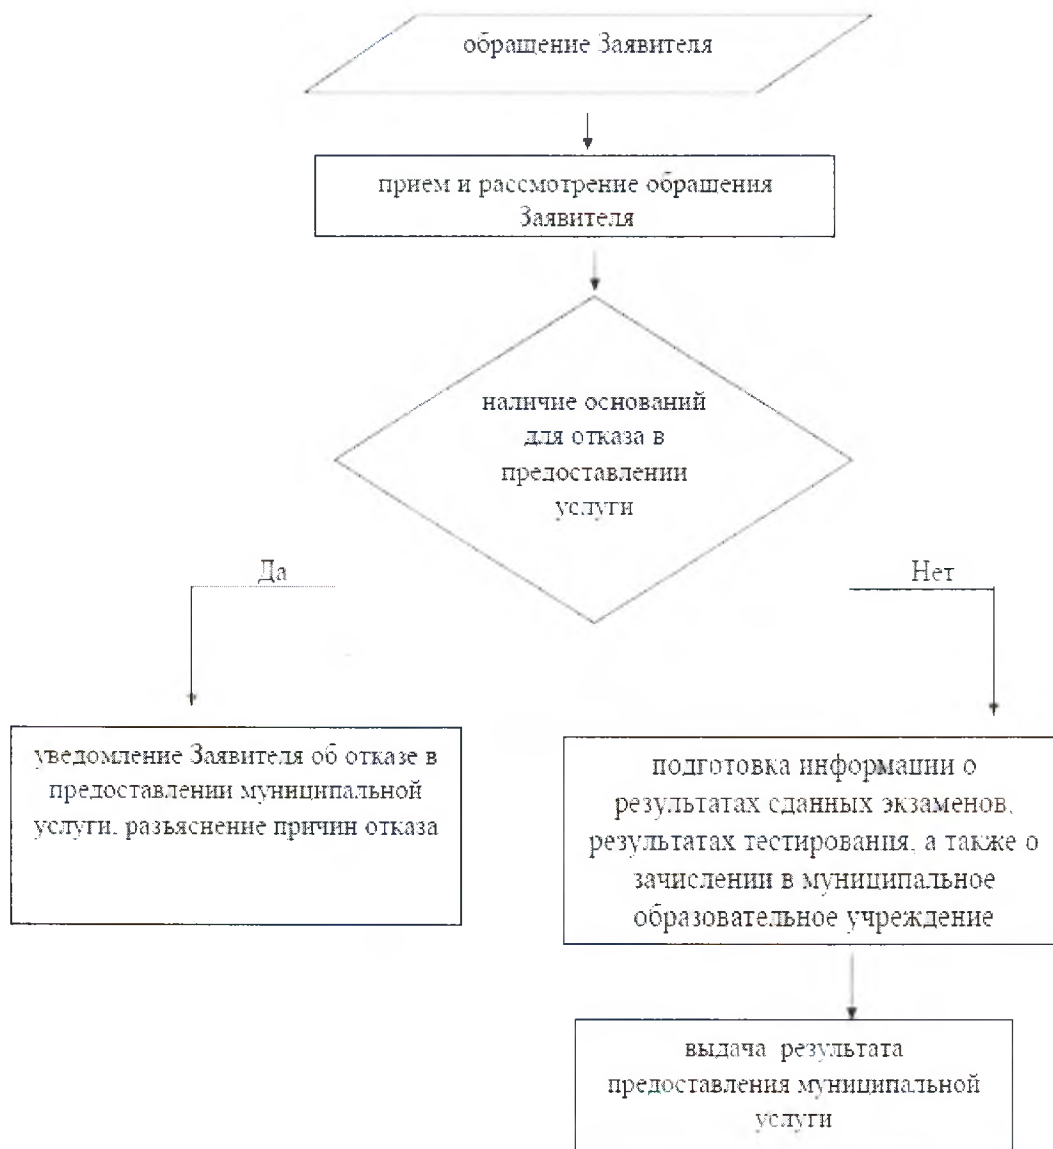 обращение Заявителя
прием и рассмотрение обращения
Заявителя
наличие оснований
для отказа в
предоставлении
услуги
Да
Нет
уведомление Заявителя об отказе в
предоставлении муниципальной
услуги, разъяснение причин отказа
подготовка информации о
результатах сданных экзаменов,
результатах тестирования, а также о
зачислении в муниципальное
образовательное учреждение
выдача результата
предоставления муниципальной
услуги